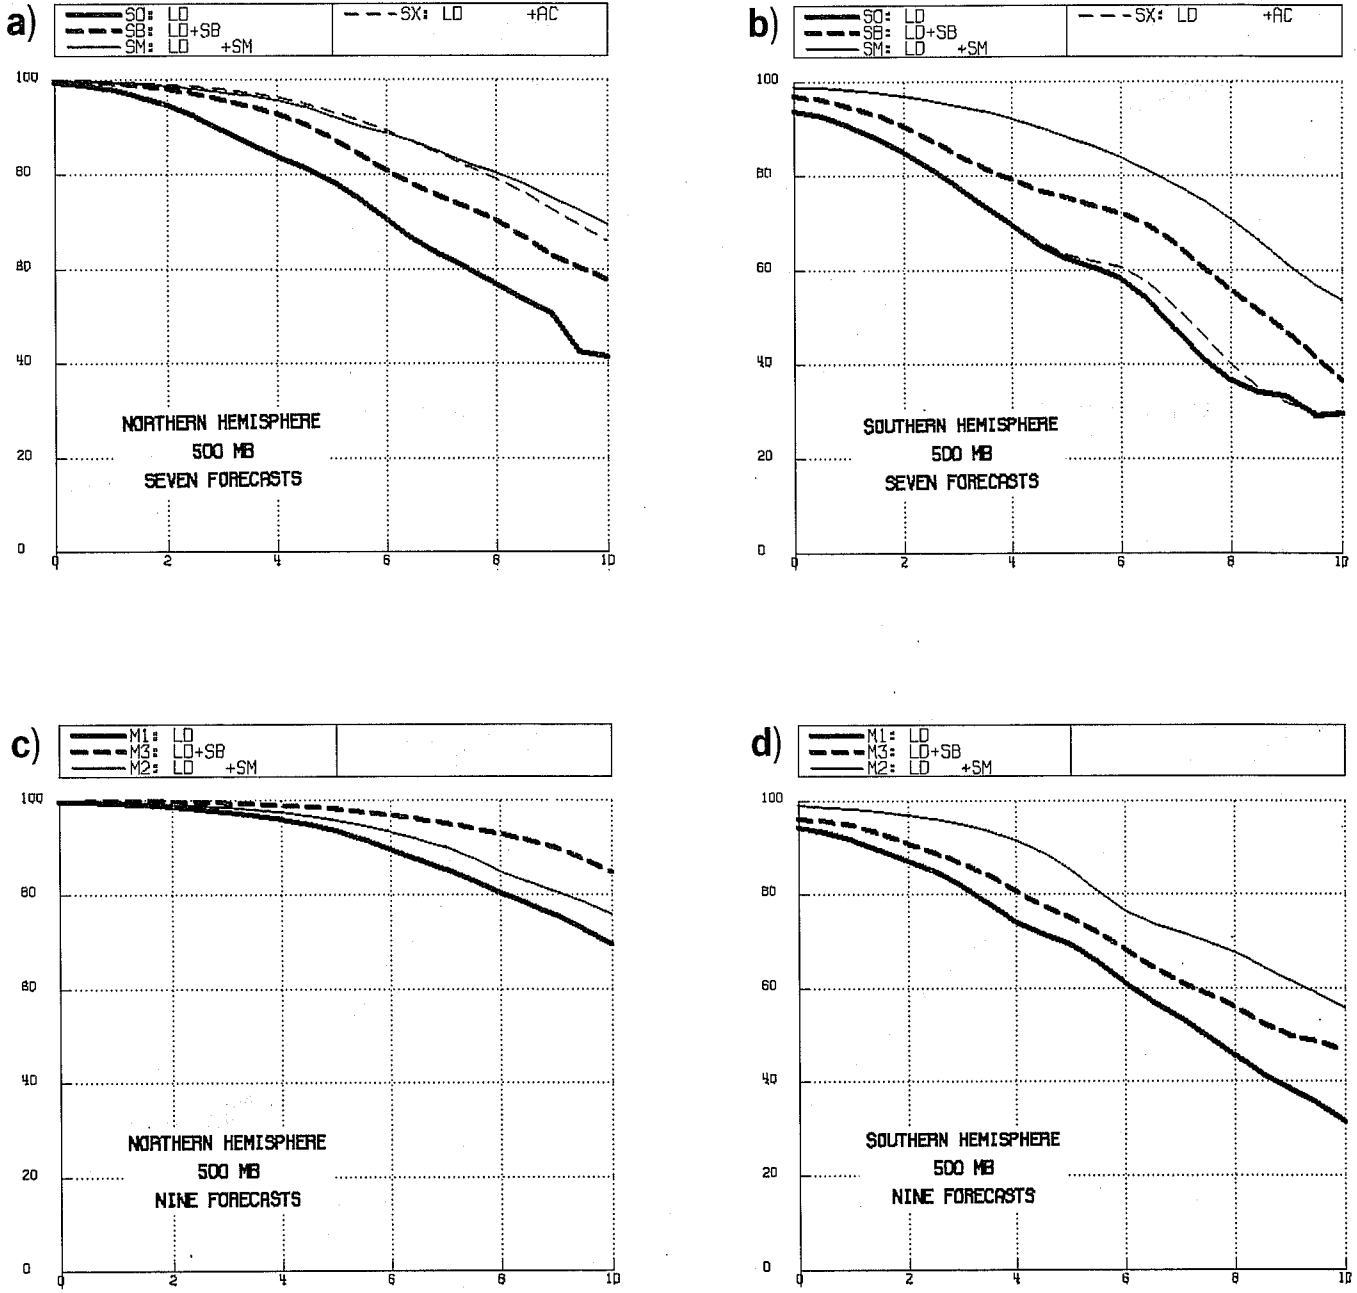 a)
SO: LD
SB: LD+SB
SM: LD +SM
SX: LD +AC
100
80
60
40
20
0
NORTHERN HEMISPHERE
500 MB
SEVEN FORECASTS
0 2 4 6 8 10
b)
SO: LD
SB: LD+SB
SM: LD +SM
SX: LD +AC
100
80
60
40
20
0
SOUTHERN HEMISPHERE
500 MB
SEVEN FORECASTS
0 2 4 6 8 10
c)
M1: LD
M3: LD+SB
M2: LD +SM
100
80
60
40
20
0
NORTHERN HEMISPHERE
500 MB
NINE FORECASTS
0 2 4 6 8 10
d)
M1: LD
M3: LD+SB
M2: LD +SM
100
80
60
40
20
0
SOUTHERN HEMISPHERE
500 MB
NINE FORECASTS
0 2 4 6 8 10